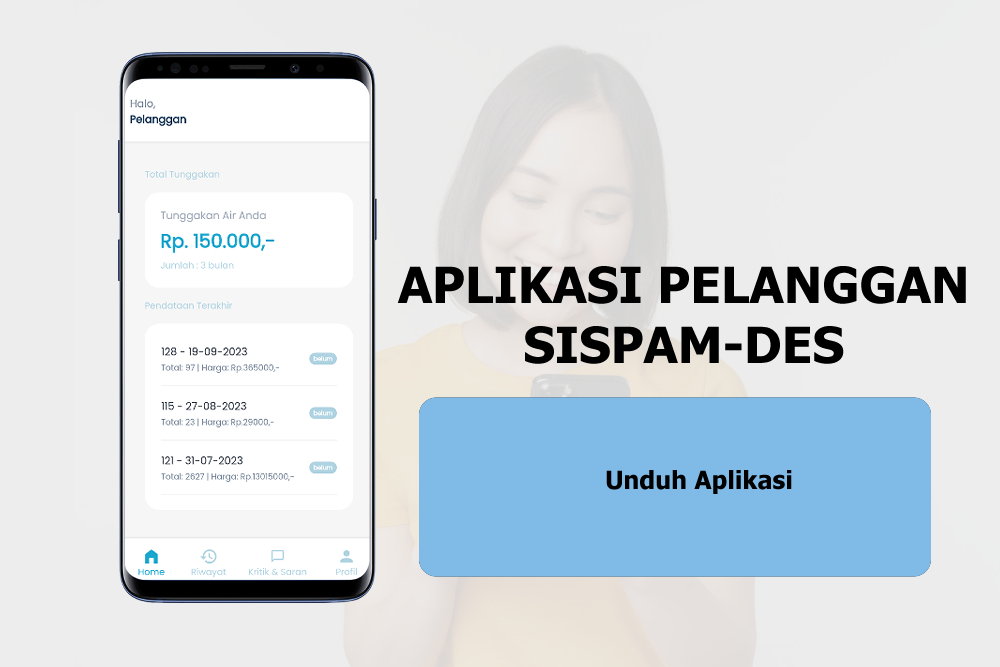 Halo,
Pelanggan
Total Tunggakan
Tunggakan Air Anda
Rp. 150.000,-
Jumlah : 3 bulan
Pendataan Terakhir
128 - 19-09-2023
belum
Total: 97 | Harga: Rp.365000,-
115 - 27-08-2023
belum
Total: 23 | Harga: Rp.29000,-
121 - 31-07-2023
belum
Total: 2627 | Harga: Rp.13015000,-
Home Riwayat Kritik & Saran Profil
APLIKASI PELANGGAN
SISPAM-DES
Unduh Aplikasi